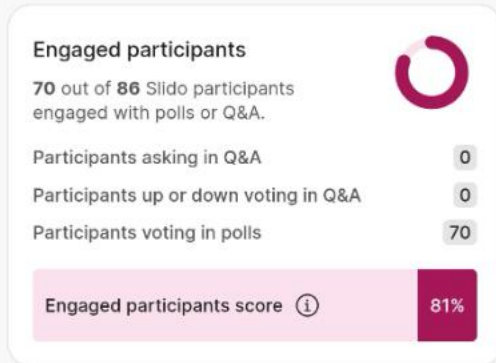 Engaged participants
70 out of 86 Slido participants
engaged with polls or Q&A.
Participants asking in Q&A 0
Participants up or down voting in Q&A 0
Participants voting in polls 70
Engaged participants score 81%